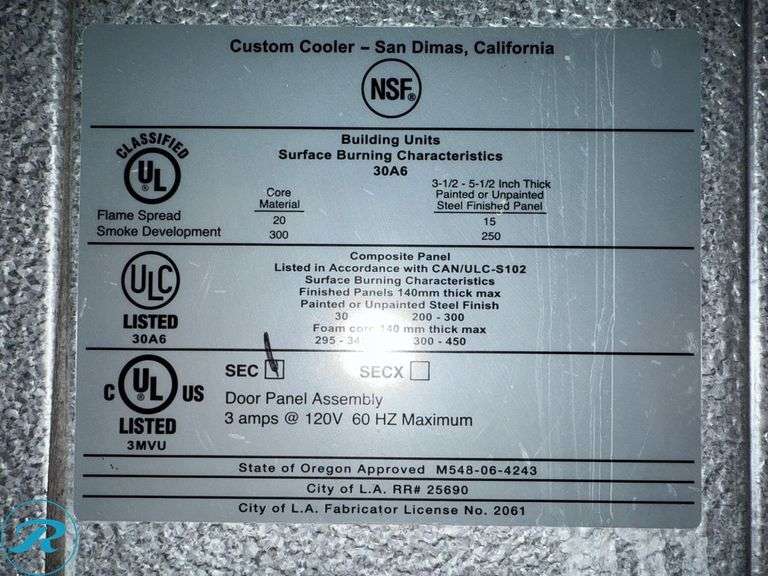 Custom Cooler – San Dimas, California
NSF®
CLASSIFIED
UL®
Building Units
Surface Burning Characteristics
30A6
Core
Material
3-1/2 - 5-1/2 Inch Thick
Painted or Unpainted
Steel Finished Panel
Flame Spread 20 15
Smoke Development 300 250
ULC
LISTED
30A6
Composite Panel
Listed in Accordance with CAN/ULC-S102
Surface Burning Characteristics
Finished Panels 140mm thick max
Painted or Unpainted Steel Finish
30 200 - 300
Foam core 140 mm thick max
295 - 300 - 450
C UL® US
LISTED
3MVU
SEC SECX
Door Panel Assembly
3 amps @ 120V 60 HZ Maximum
State of Oregon Approved M548-06-4243
City of L.A. RR# 25690
City of L.A. Fabricator License No. 2061
R